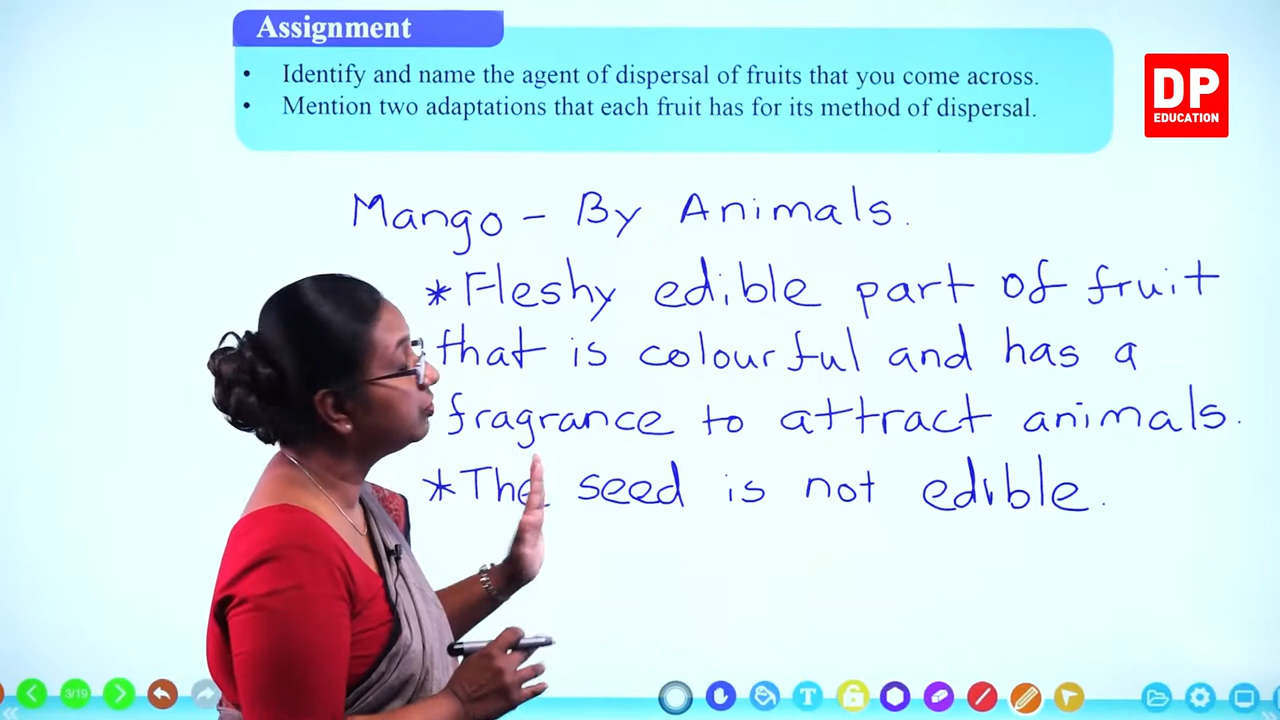 Assignment
• Identify and name the agent of dispersal of fruits that you come across.
• Mention two adaptations that each fruit has for its method of dispersal.
DP
EDUCATION
Mango - By Animals.
*Fleshy edible part of fruit
that is colourful and has a
fragrance to attract animals.
*The seed is not edible.
3/19
T